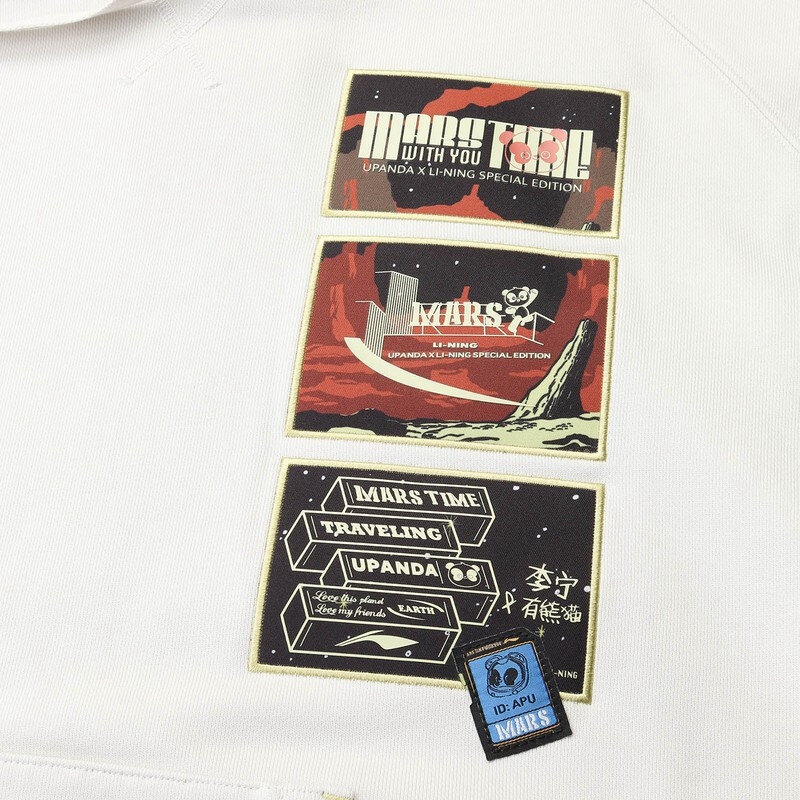 MARS TIME
WITH YOU
UPANDA X LI-NING SPECIAL EDITION
MARS
LI-NING
UPANDA X LI-NING SPECIAL EDITION
MARS TIME
TRAVELING
UPANDA
Love this planet
Love my friends
EARTH
李宁
& 有熊猫
-NING
ID: APU
MARS